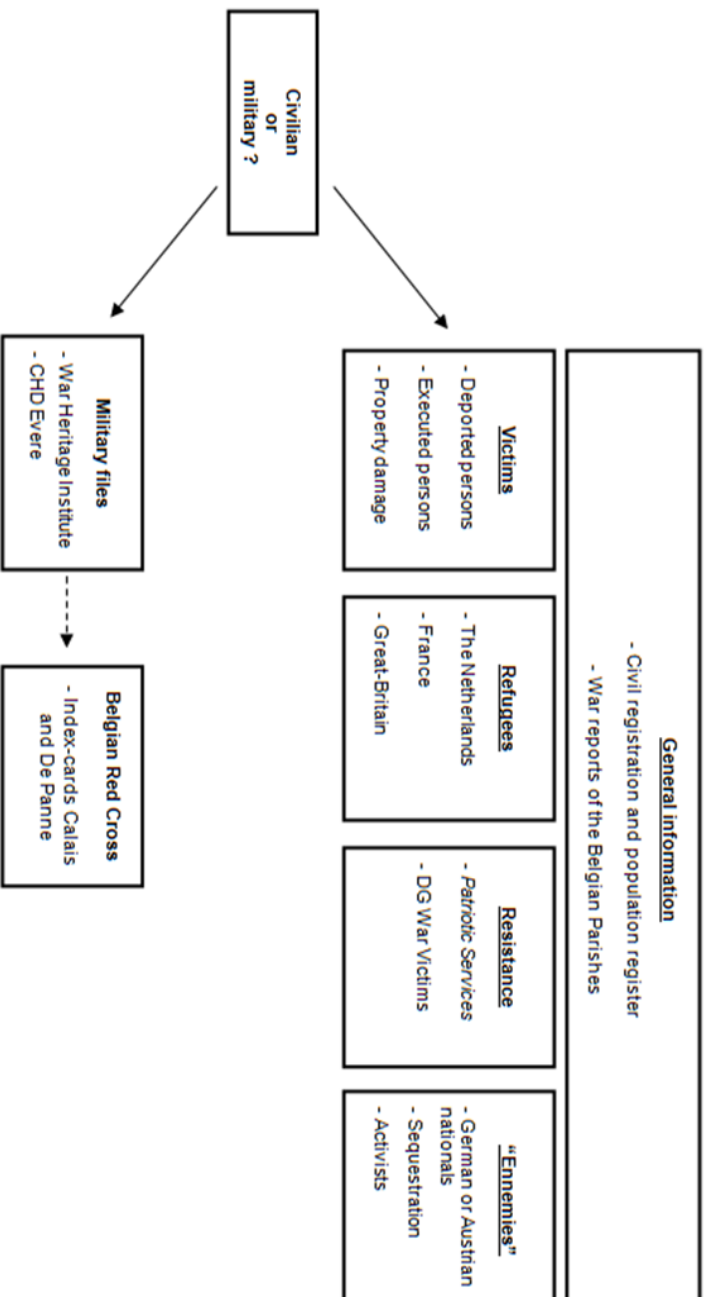 General information
- Civil registration and population register
- War reports of the Belgian Parishes
Civilian
or
military ?
Victims
- Deported persons
- Executed persons
- Property damage
Refugees
- The Netherlands
- France
- Great-Britain
Resistance
- Patriotic Services
- DG War Victims
“Ennemies”
- German or Austrian
nationals
- Sequestration
- Activists
Military files
- War Heritage Institute
- CHD Evere
Belgian Red Cross
- Index-cards Calais
and De Panne